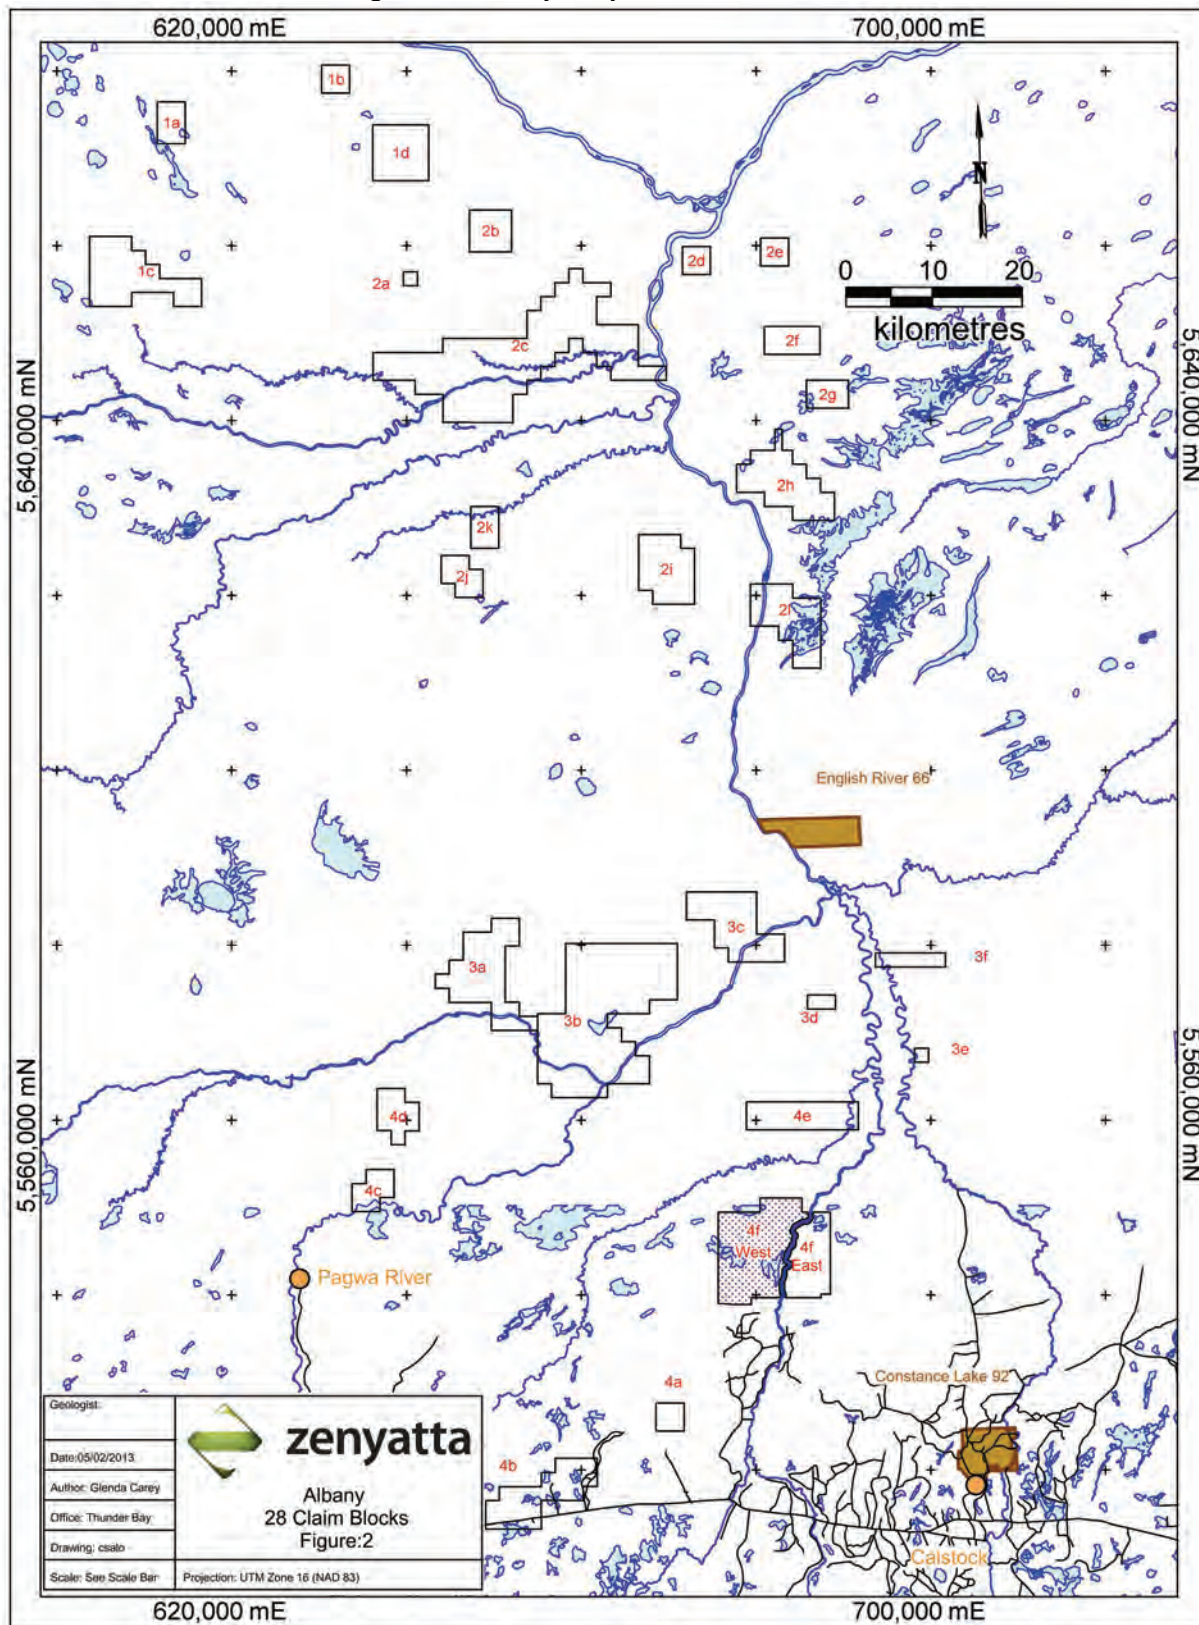 620,000 mE
700,000 mE
1b
1a
1d
N
2b
2d
2e
1c
2a
0 10 20
kilometres
2f
2c
5,640,000 mN
5,640,000 mN
2g
2h
2k
2j
2i
2l
English River 66
3c
3a
3f
3b
3d
3e
5,560,000 mN
5,560,000 mN
4d
4e
4c
4f
West
4f
East
Pagwa River
4a
Constance Lake 92
4b
Calstock
Geologist:
Date:05/02/2013
Author: Glenda Carey
Office: Thunder Bay
Drawing: csalo
Scale: See Scale Bar
zenyatta
Albany
28 Claim Blocks
Figure:2
Projection: UTM Zone 16 (NAD 83)
620,000 mE
700,000 mE